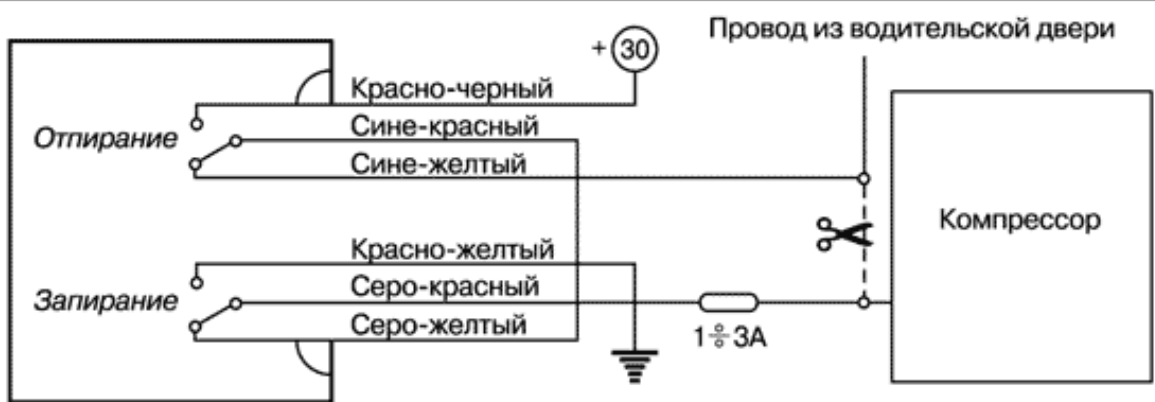 Провод из водительской двери
+ 30
Красно-черный
Отпирание
Сине-красный
Сине-желтый
Компрессор
Красно-желтый
Запирание
Серо-красный
Серо-желтый
1÷3А